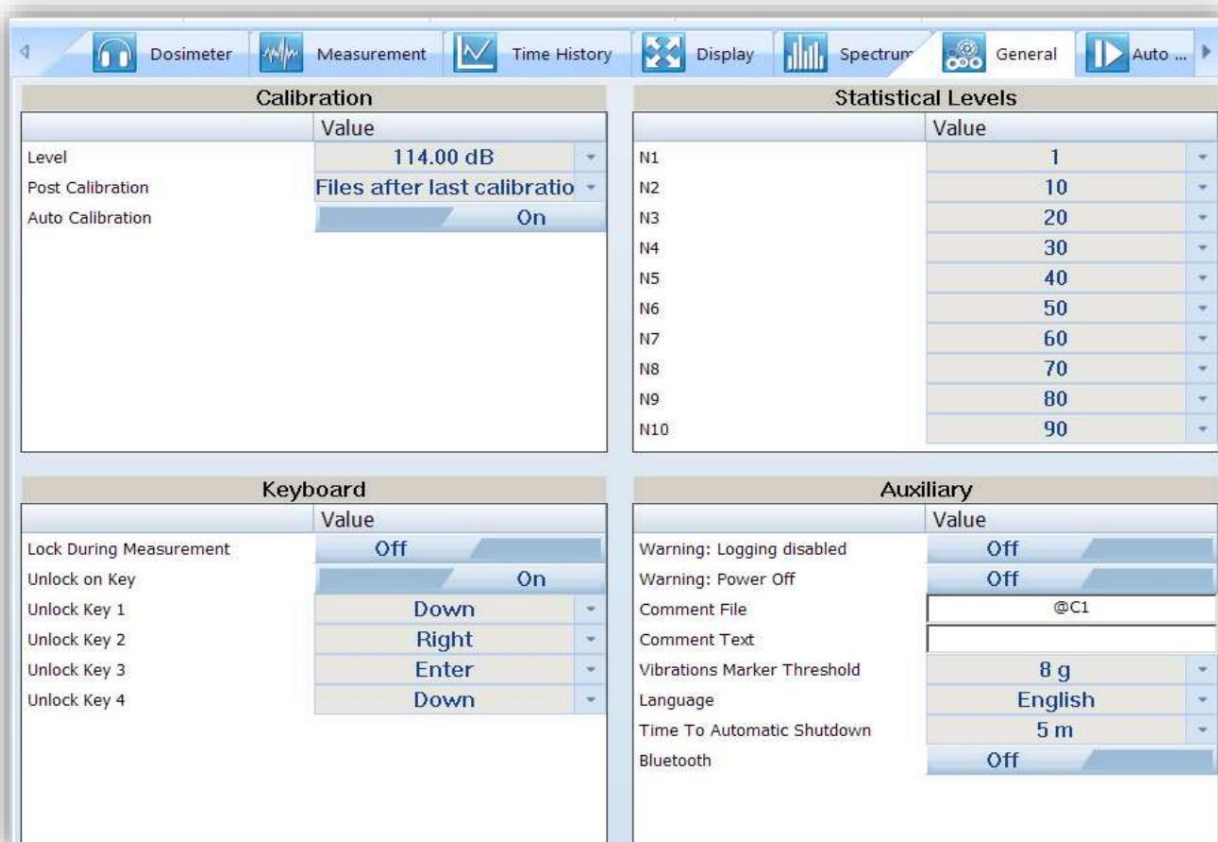 Dosimeter Measurement Time History Display Spectrum General Auto ...
Calibration
Value
Level 114.00 dB
Post Calibration Files after last calibratio
Auto Calibration On
Statistical Levels
Value
N1 1
N2 10
N3 20
N4 30
N5 40
N6 50
N7 60
N8 70
N9 80
N10 90
Keyboard
Value
Lock During Measurement Off
Unlock on Key On
Unlock Key 1 Down
Unlock Key 2 Right
Unlock Key 3 Enter
Unlock Key 4 Down
Auxiliary
Value
Warning: Logging disabled Off
Warning: Power Off Off
Comment File @C1
Comment Text
Vibrations Marker Threshold 8 g
Language English
Time To Automatic Shutdown 5 m
Bluetooth Off